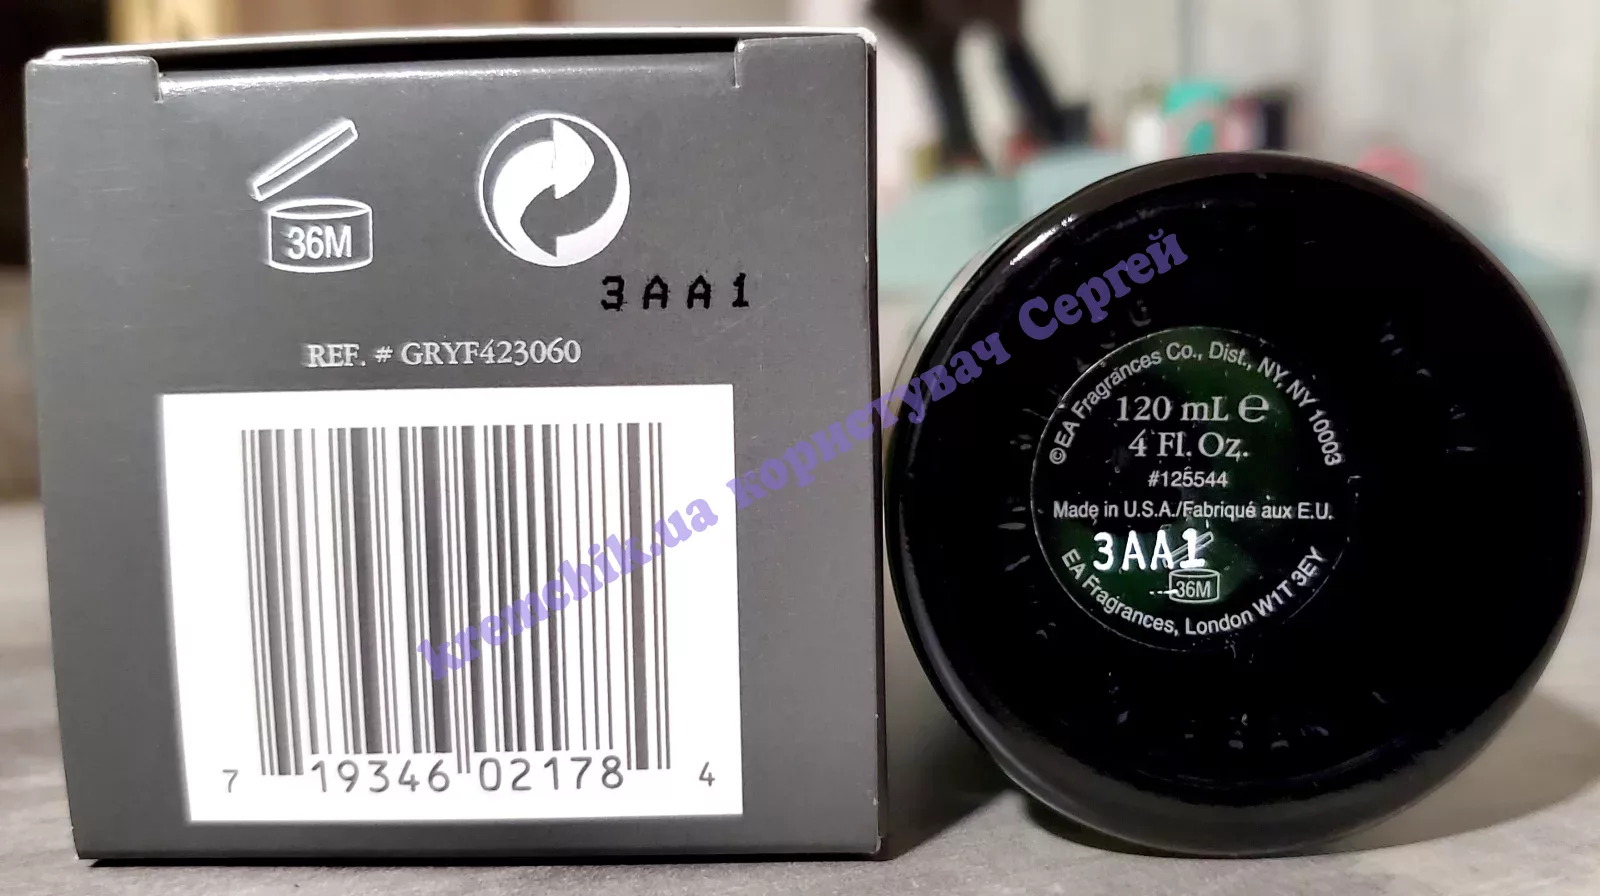 36M
3AA1
REF. # GRYF423060
7 19346 02178 4
©EA Fragrances Co., Dist., NY, NY 10003
120 mL e
4 Fl. Oz.
#125544
Made in U.S.A./Fabriqué aux E.U.
3AA1
36M
EA Fragrances, London W1T 3EY
kremchik.ua користувач Сергей